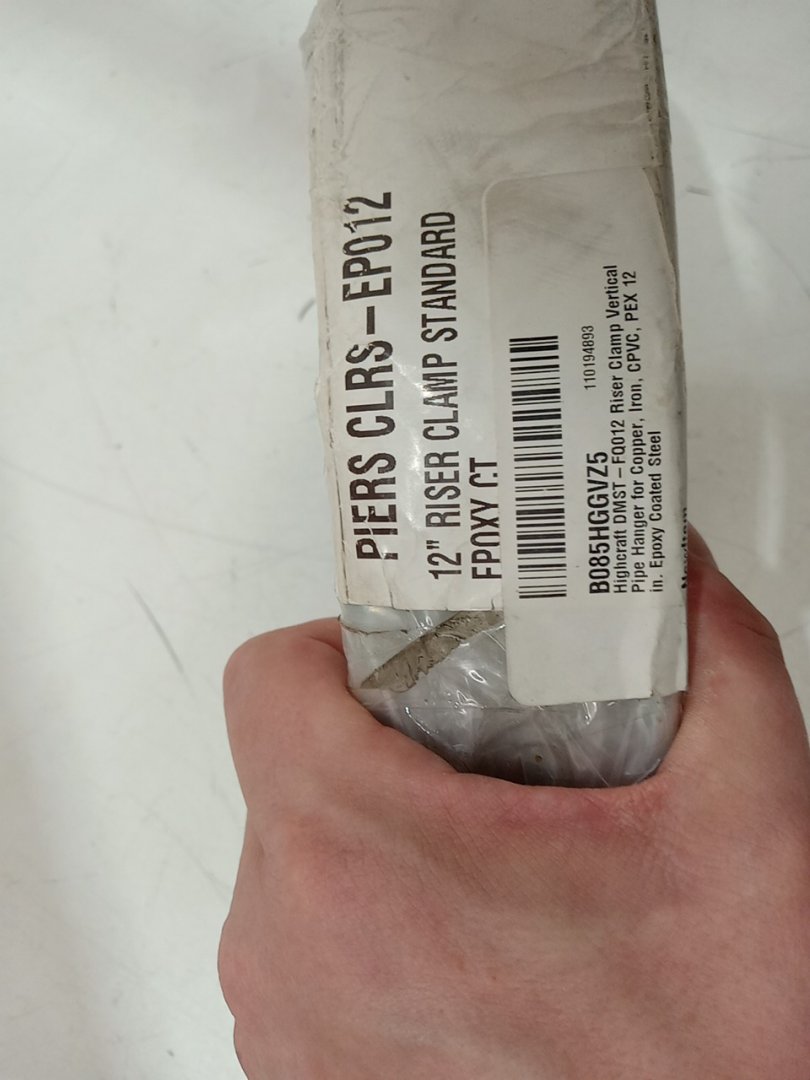 PIERS CLRS-EP012
12" RISER CLAMP STANDARD
EPOXY CT
110194893
B085HGGVZ5
Highcraft DMST-FQ012 Riser Clamp Vertical
Pipe Hanger for Copper, Iron, CPVC, PEX 12
in. Epoxy Coated Steel